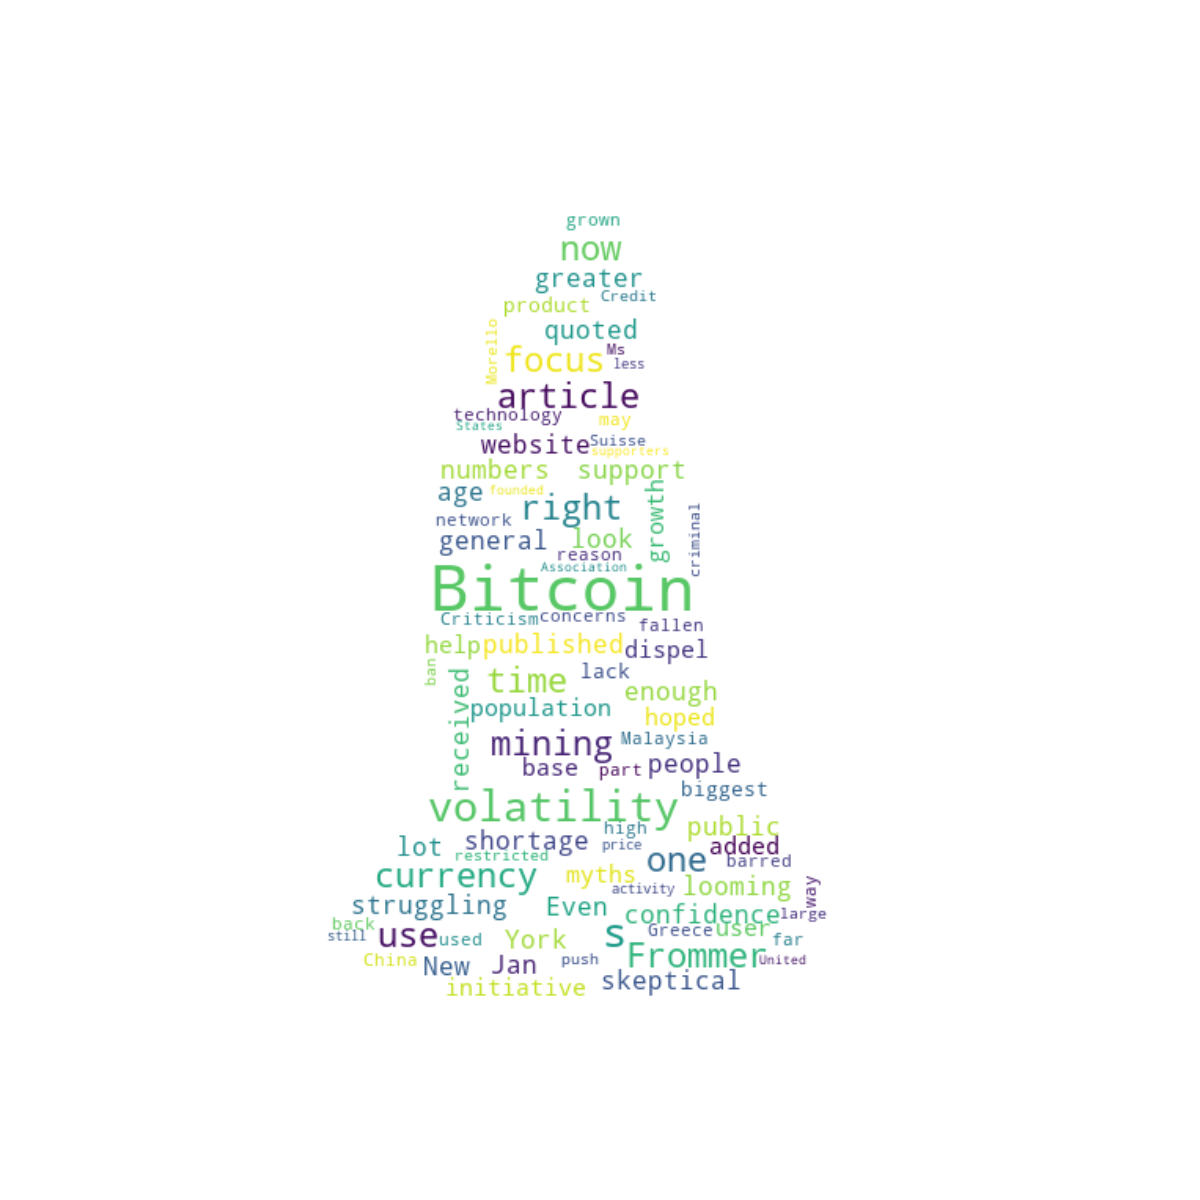 grown
now
greater
Credit
product
quoted
Morello
focus
Ms
less
article
technology
may
States
website
Suisse
supporters
numbers
support
age
founded
right
growth
criminal
network
general
look
reason
Association
Bitcoin
Criticism
concerns
fallen
help
published
dispel
ban
time
lack
received
enough
population
hoped
mining
Malaysia
base
part
people
biggest
volatility
high
public
lot
shortage
price
added
restricted
one
barred
currency
myths
activity
looming
way
struggling
Even
confidence
large
back
still
use
used
York
s
Greece
user
far
Frommer
China
New
Jan
push
United
initiative
skeptical